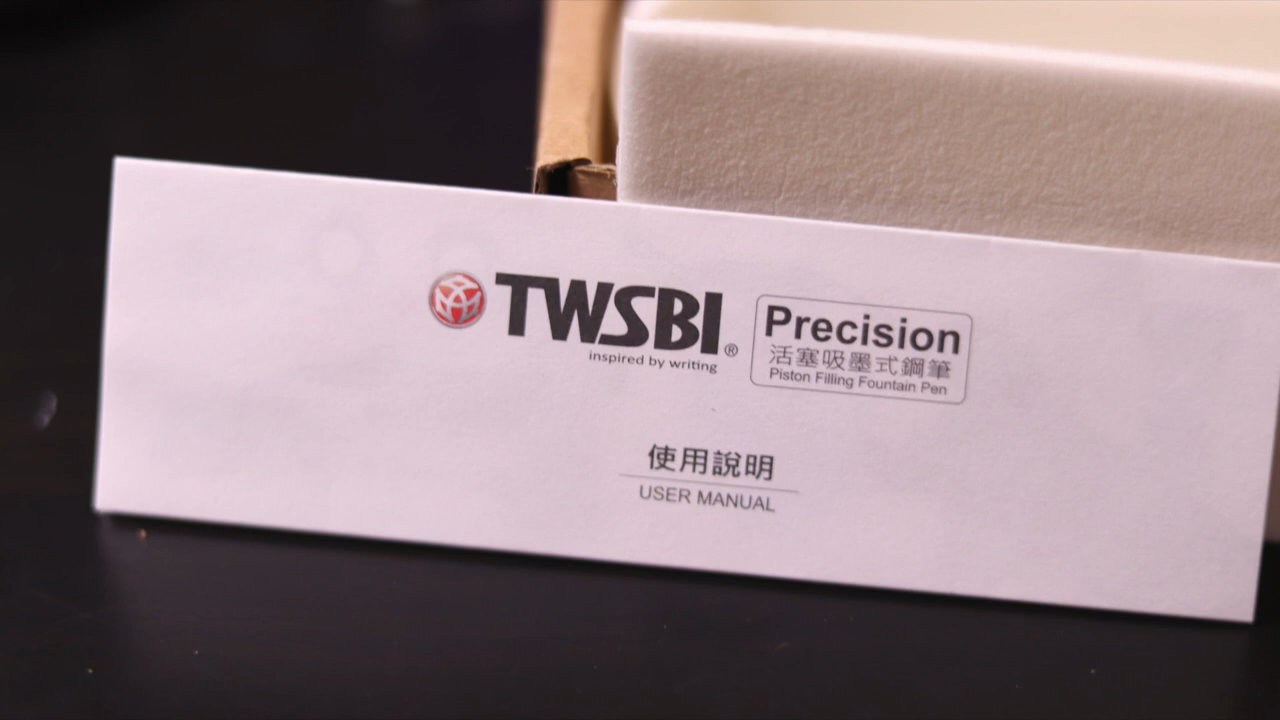 TWSBI®
inspired by writing
Precision
活塞吸墨式鋼筆
Piston Filling Fountain Pen
使用說明
USER MANUAL